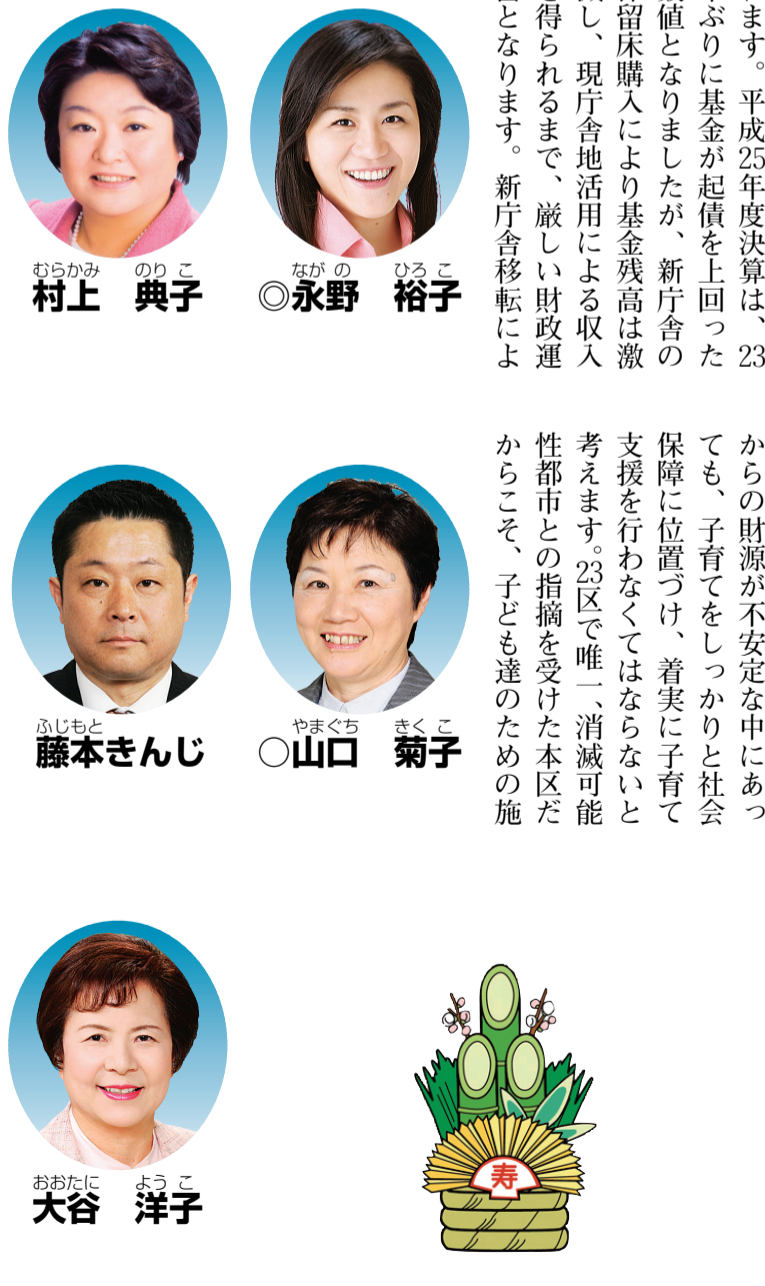 ます。平成25年度決算は、23
ぶりに基金が起債を上回った
値となりましたが、新庁舎の
留床購入により基金残高は激
し、現庁舎地活用による収入
得られるまで、厳しい財政運
となります。新庁舎移転によ
ながの　ひろこ
◎永野　裕子
むらかみ　のりこ
村上　典子
からの財源が不安定な中にあっ
ても、子育てをしっかりと社会
保障に位置づけ、着実に子育て
支援を行わなくてはならないと
考えます。23区で唯一、消滅可能
性都市との指摘を受けた本区だ
からこそ、子ども達のための施
やまぐち　きくこ
○山口　菊子
ふじもと
藤本きんじ
おおたに　ようこ
大谷　洋子
寿